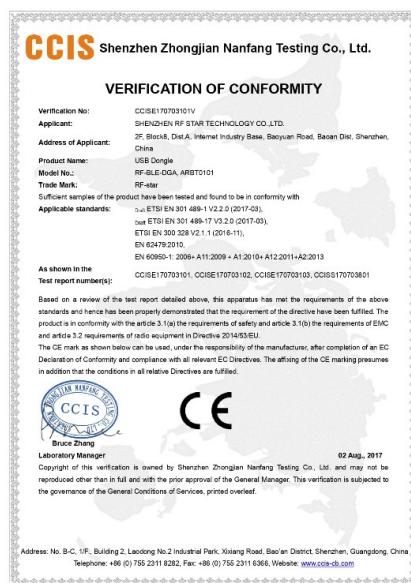 CCIS Shenzhen Zhongjian Nanfang Testing Co., Ltd.
VERIFICATION OF CONFORMITY
Verification No: CCISE170703101V
Applicant: SHENZHEN RF STAR TECHNOLOGY CO.,LTD.
Address of Applicant: 2F, Block8, Dist.A, Internet Industry Base, Baoyuan Road, Baoan Dist, Shenzhen,
China
Product Name: USB Dongle
Model No.: RF-BLE-DGA, ARBT0101
Trade Mark: RF-star
Sufficient samples of the product have been tested and found to be in conformity with
Applicable standards: Draft ETSI EN 301 489-1 V2.2.0 (2017-03),
Draft ETSI EN 301 489-17 V3.2.0 (2017-03),
ETSI EN 300 328 V2.1.1 (2016-11),
EN 62479:2010,
EN 60950-1: 2006+ A11:2009 + A1:2010+ A12:2011+A2:2013
As shown in the
Test report number(s): CCISE170703101, CCISE170703102, CCISE170703103, CCISS170703801
Based on a review of the test report detailed above, this apparatus has met the requirements of the above
standards and hence has been properly demonstrated that the requirement of the directive have been fulfilled. The
product is in conformity with the article 3.1(a) the requirements of safety and article 3.1(b) the requirements of EMC
and article 3.2 requirements of radio equipment in Directive 2014/53/EU.
The CE mark as shown below can be used, under the responsibility of the manufacturer, after completion of an EC
Declaration of Conformity and compliance with all relevant EC Directives. The affixing of the CE marking presumes
in addition that the conditions in all relative Directives are fulfilled.
ZHONGJIAN NANFANG TESTING
CCIS
CE
Bruce Zhang
Laboratory Manager 02 Aug., 2017
Copyright of this verification is owned by Shenzhen Zhongjian Nanfang Testing Co., Ltd. and may not be
reproduced other than in full and with the prior approval of the General Manager. This verification is subjected to
the governance of the General Conditions of Services, printed overleaf.
Address: No. B-C, 1/F., Building 2, Laodong No.2 Industrial Park, Xixiang Road, Bao'an District, Shenzhen, Guangdong, China
Telephone: +86 (0) 755 2311 8282, Fax: +86 (0) 755 2311 6366, Website: www.ccis-cb.com